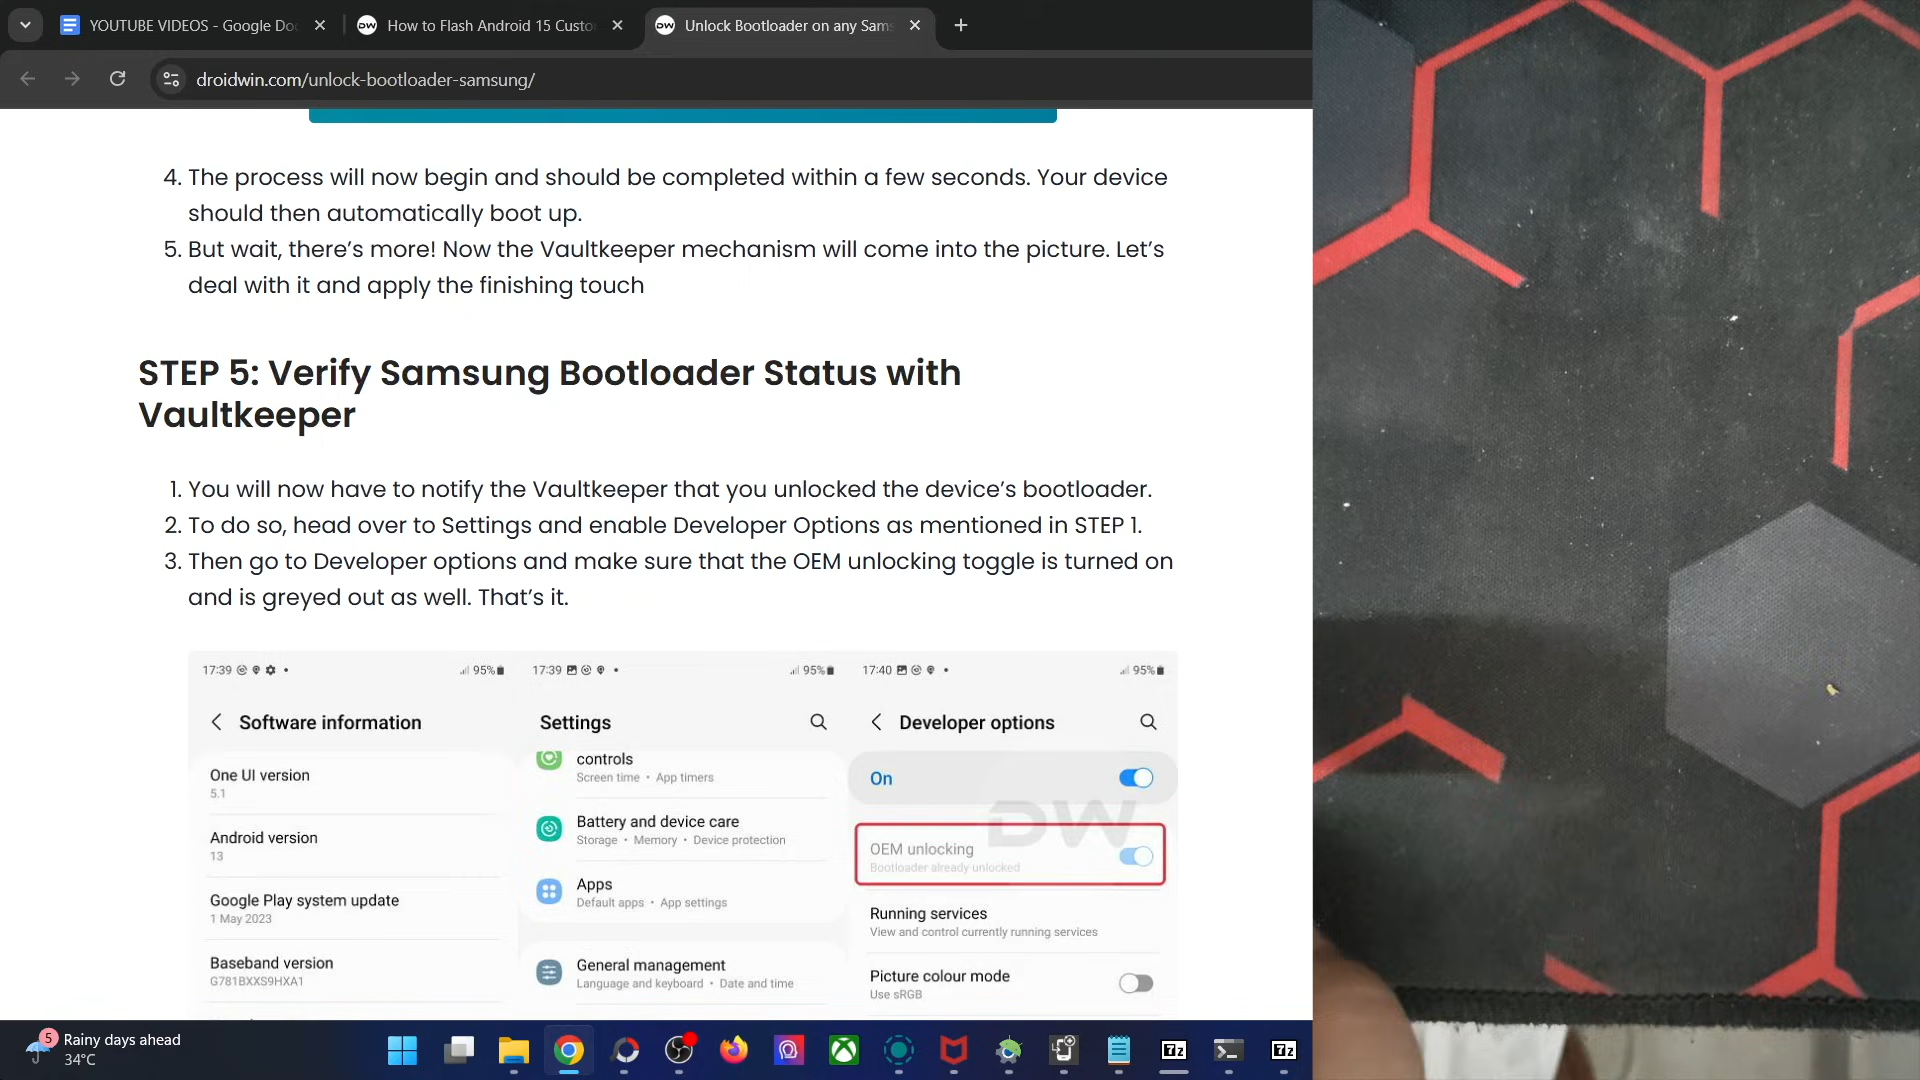 YOUTUBE VIDEOS - Google Do
DW How to Flash Android 15 Custo
DW Unlock Bootloader on any Sam
droidwin.com/unlock-bootloader-samsung/
4. The process will now begin and should be completed within a few seconds. Your device
should then automatically boot up.
5. But wait, there's more! Now the Vaultkeeper mechanism will come into the picture. Let's
deal with it and apply the finishing touch
STEP 5: Verify Samsung Bootloader Status with
Vaultkeeper
1. You will now have to notify the Vaultkeeper that you unlocked the device's bootloader.
2. To do so, head over to Settings and enable Developer Options as mentioned in STEP 1.
3. Then go to Developer options and make sure that the OEM unlocking toggle is turned on
and is greyed out as well. That's it.
17:39 95%
Software information
One UI version
5.1
Android version
13
Google Play system update
1 May 2023
Baseband version
G781BXXS9HXA1
17:39 95%
Settings
controls
Screen time • App timers
Battery and device care
Storage • Memory • Device protection
Apps
Default apps • App settings
General management
Language and keyboard • Date and time
17:40 95%
Developer options
On
DW
OEM unlocking
Bootloader already unlocked
Running services
View and control currently running services
Picture colour mode
Use sRGB
5
Rainy days ahead
34°C
7z
7z